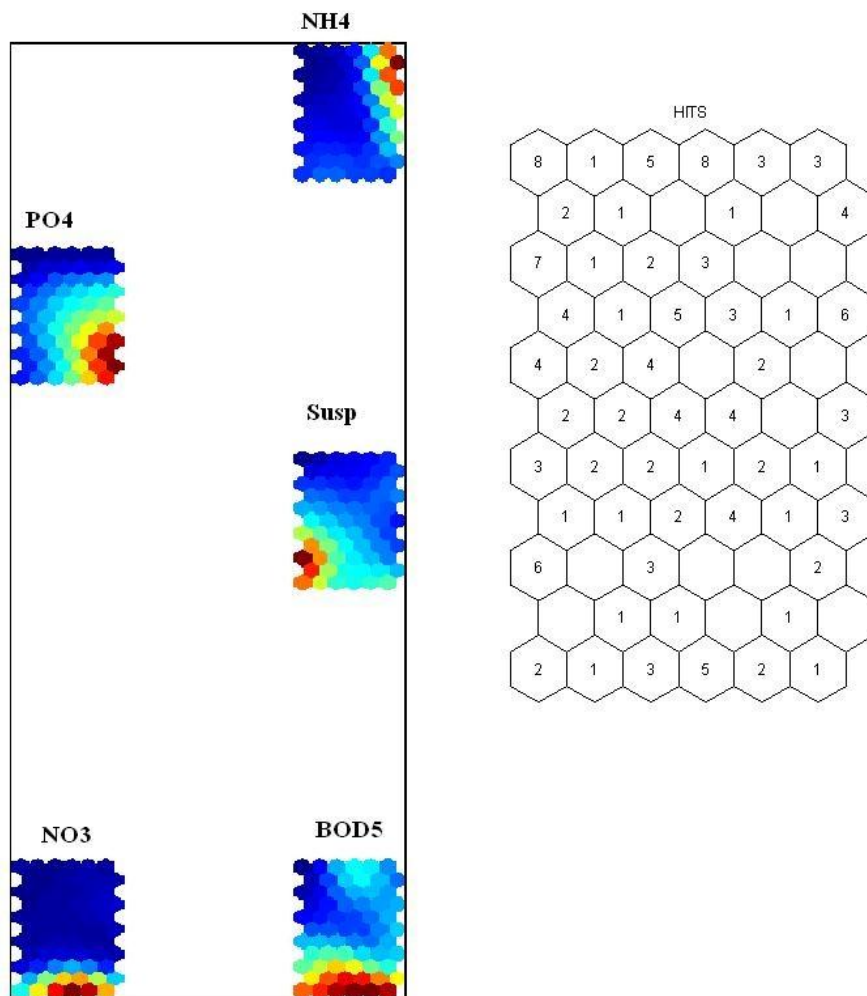 NH4
PO4
Susp
NO3
BOD5
HITS
8 1 5 8 3 3
2 1 1 4
7 1 2 3
4 1 5 3 1 6
4 2 4 2
2 2 4 4 3
3 2 2 1 2 1
1 1 2 4 1 3
6 3 2
1 1 1
2 1 3 5 2 1